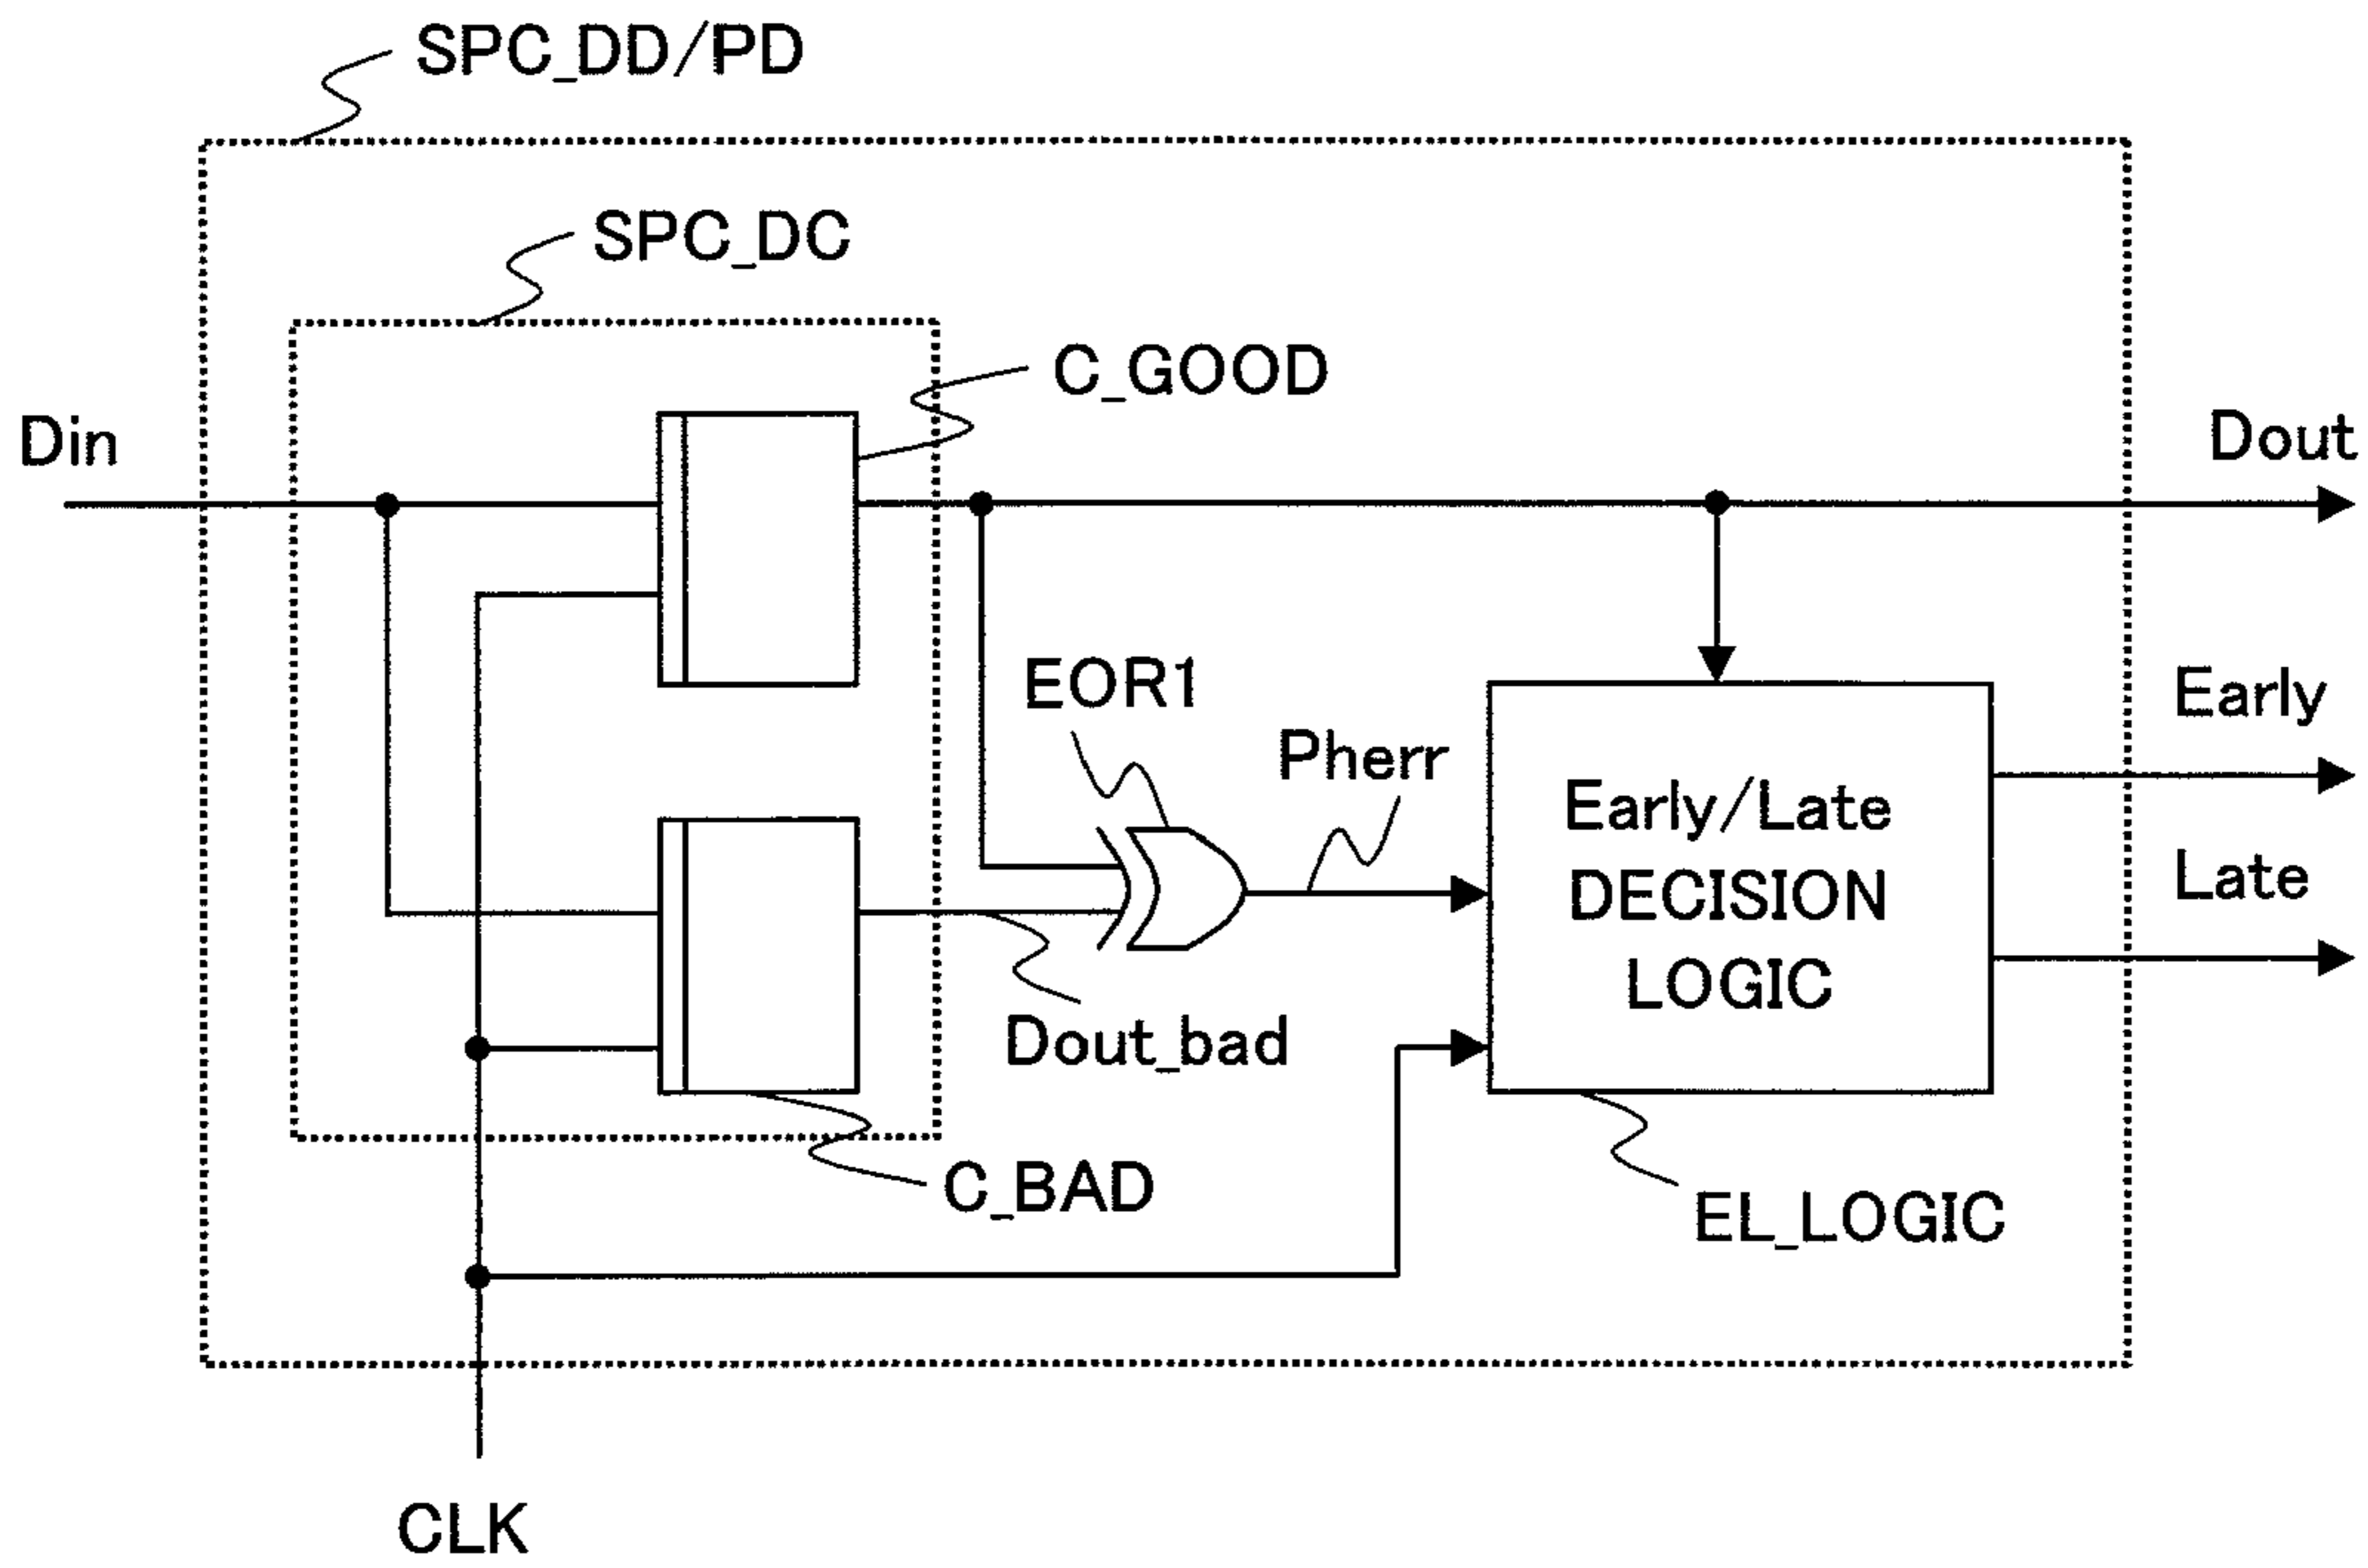 SPC_DD/PD
SPC_DC
C_GOOD
Din
Dout
EOR1
Early
Pherr
Early/Late
DECISION
LOGIC
Late
Dout_bad
C_BAD
EL_LOGIC
CLK